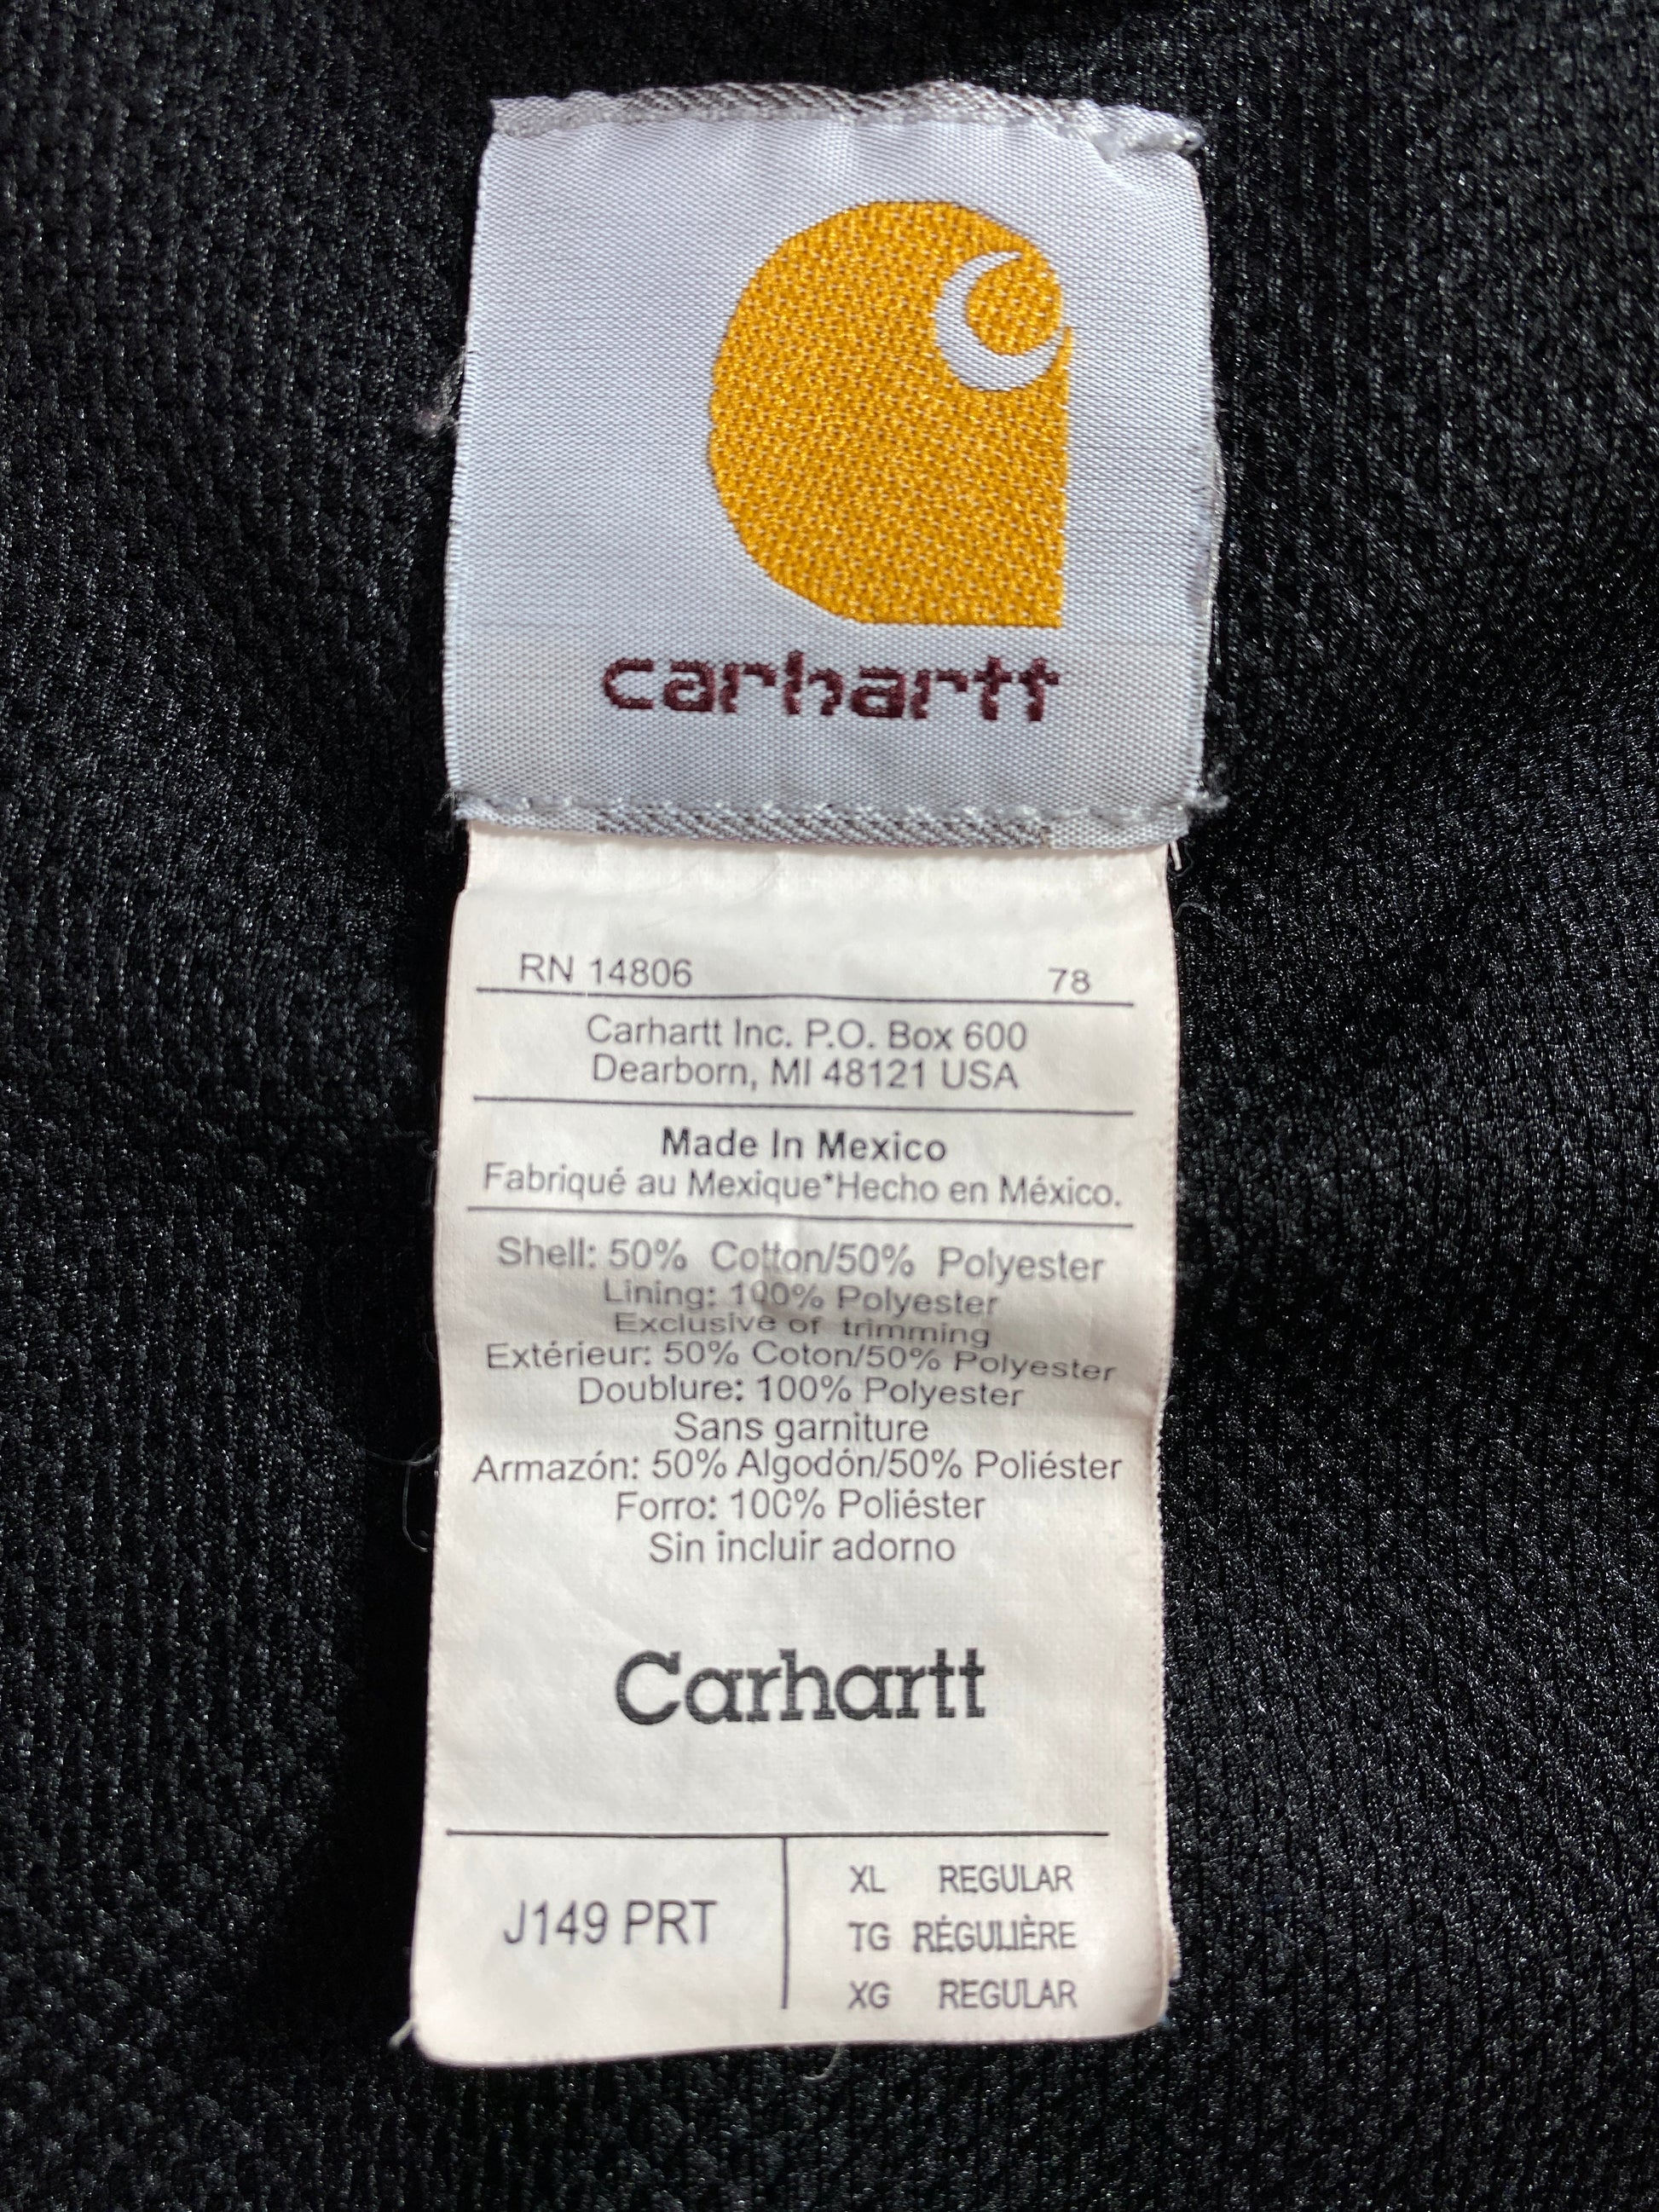 carhartt
RN 14806 78
Carhartt Inc. P.O. Box 600
Dearborn, MI 48121 USA
Made In Mexico
Fabriqué au Mexique*Hecho en México.
Shell: 50% Cotton/50% Polyester
Lining: 100% Polyester
Exclusive of trimming
Extérieur: 50% Coton/50% Polyester
Doublure: 100% Polyester
Sans garniture
Armazón: 50% Algodón/50% Poliéster
Forro: 100% Poliéster
Sin incluir adorno
Carhartt
J149 PRT
XL REGULAR
TG RÉGULIÈRE
XG REGULAR